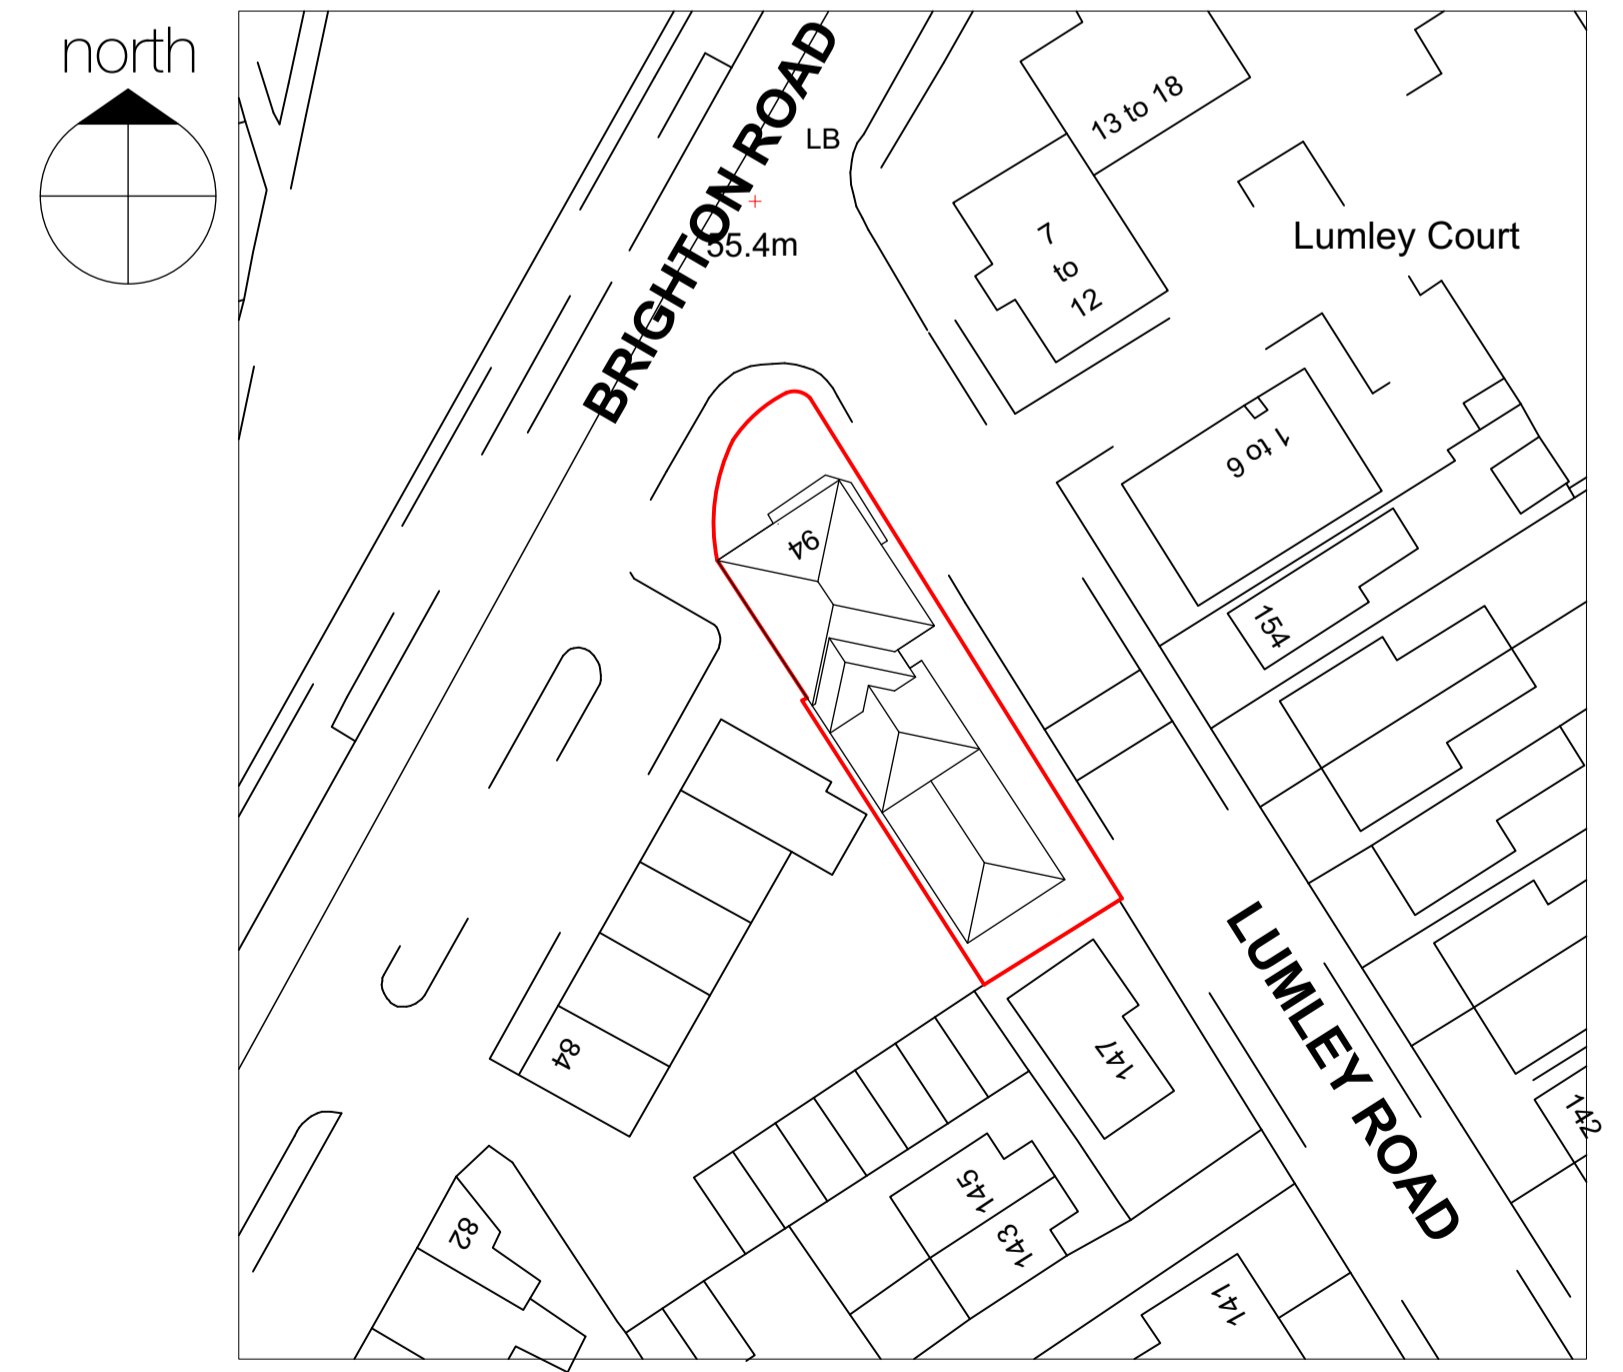 north
BRIGHTON ROAD
LB
55.4m
13 to 18
7
to
12
Lumley Court
1 to 6
94
154
84
147
LUMLEY ROAD
142
145
143
82
141